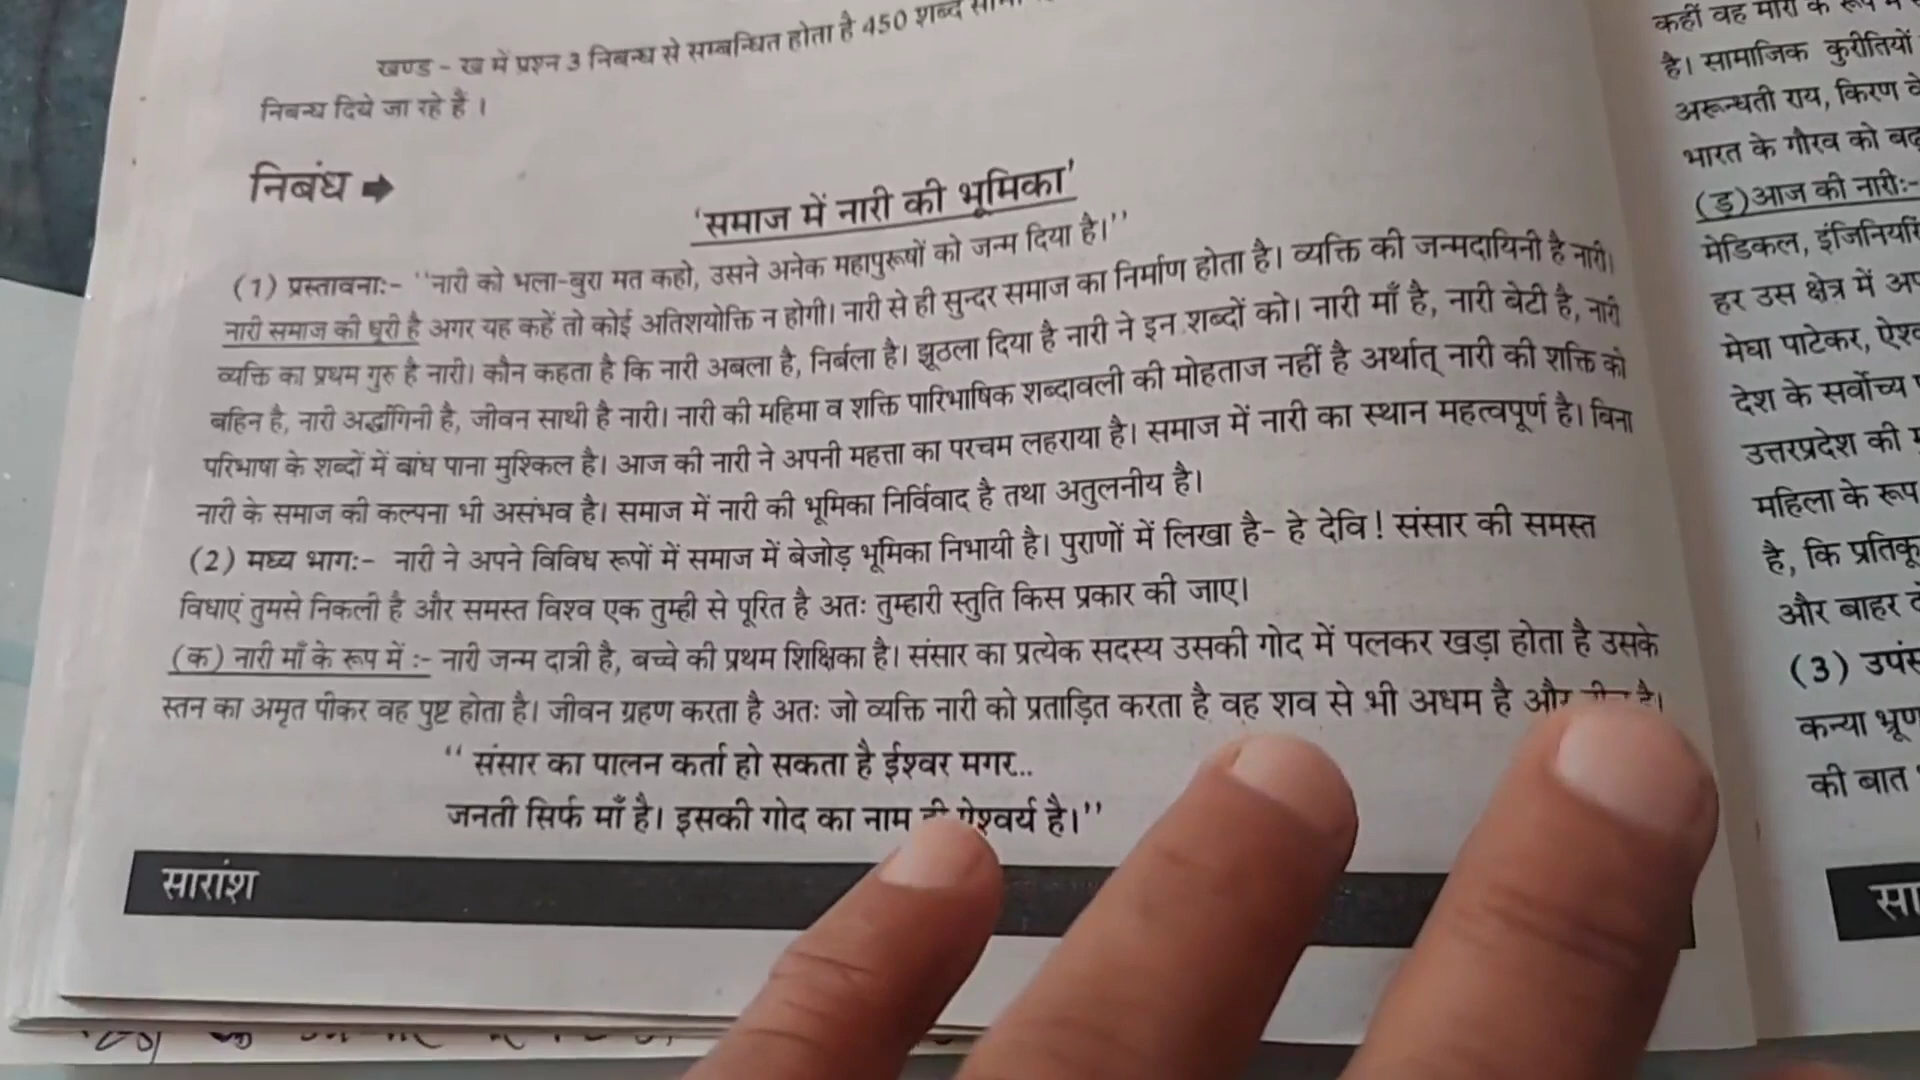 खण्ड - ख में प्रश्न 3 निबन्ध से सम्बन्धित होता है 450 शब्द
निबन्ध दिये जा रहे हैं ।
निबंध ➡
'समाज में नारी की भूमिका'
(1) प्रस्तावनाः- ''नारी को भला-बुरा मत कहो, उसने अनेक महापुरूषों को जन्म दिया है।''
नारी समाज की धुरी है अगर यह कहें तो कोई अतिशयोक्ति न होगी। नारी से ही सुन्दर समाज का निर्माण होता है। व्यक्ति की जन्मदायिनी है नारी।
व्यक्ति का प्रथम गुरु है नारी। कौन कहता है कि नारी अबला है, निर्बला है। झूठला दिया है नारी ने इन शब्दों को। नारी माँ है, नारी बेटी है, नारी
बहिन है, नारी अर्द्धांगिनी है, जीवन साथी है नारी। नारी की महिमा व शक्ति पारिभाषिक शब्दावली की मोहताज नहीं है अर्थात् नारी की शक्ति को
परिभाषा के शब्दों में बांध पाना मुश्किल है। आज की नारी ने अपनी महत्ता का परचम लहराया है। समाज में नारी का स्थान महत्वपूर्ण है। बिना
नारी के समाज की कल्पना भी असंभव है। समाज में नारी की भूमिका निर्विवाद है तथा अतुलनीय है।
(2) मध्य भागः- नारी ने अपने विविध रूपों में समाज में बेजोड़ भूमिका निभायी है। पुराणों में लिखा है- हे देवि ! संसार की समस्त
विधाएं तुमसे निकली है और समस्त विश्व एक तुम्ही से पूरित है अतः तुम्हारी स्तुति किस प्रकार की जाए।
(क) नारी माँ के रूप में :- नारी जन्म दात्री है, बच्चे की प्रथम शिक्षिका है। संसार का प्रत्येक सदस्य उसकी गोद में पलकर खड़ा होता है उसके
स्तन का अमृत पीकर वह पुष्ट होता है। जीवन ग्रहण करता है अतः जो व्यक्ति नारी को प्रताड़ित करता है वह शव से भी अधम है और है।
'' संसार का पालन कर्ता हो सकता है ईश्वर मगर..
जनती सिर्फ माँ है। इसकी गोद का नाम ही ऐश्वर्य है।''
सारांश
कहीं वह
है। सामाजिक कुरीतियों
अरून्धती राय, किरण
भारत के गौरव को
(ड़) आज की नारीः-
मेडिकल,
हर उस क्षेत्र में
मेघा पाटेकर,
देश के सर्वोच्य
उत्तरप्रदेश की
महिला के रूप
है, कि
और बाहर
(3)
कन्या
की बात